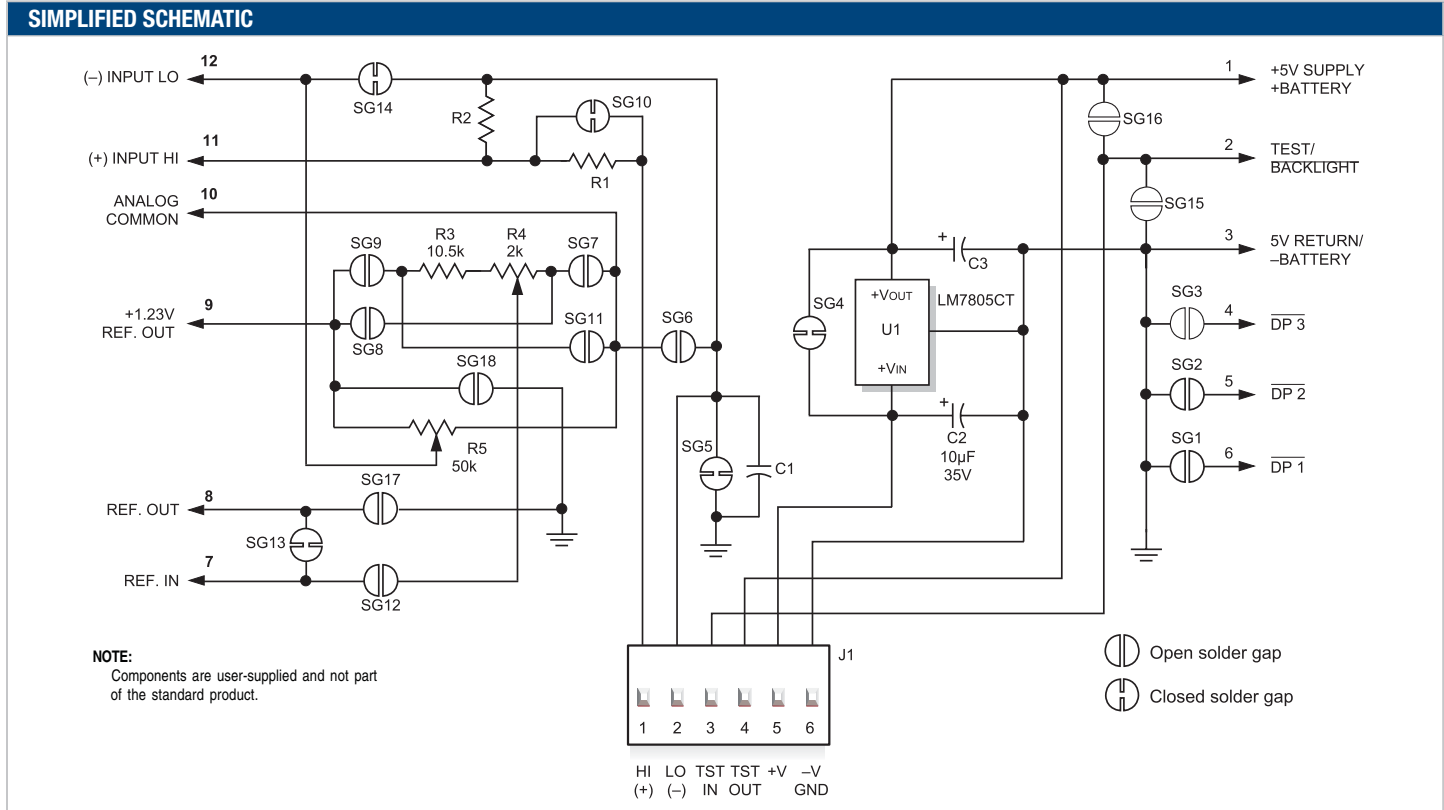 SIMPLIFIED SCHEMATIC
12
(–) INPUT LO
SG14
R2
SG10
11
(+) INPUT HI
R1
10
ANALOG
COMMON
SG9
R3
10.5k
R4
2k
SG7
9
+1.23V
REF. OUT
SG8
SG11
SG6
SG18
R5
50k
SG5
C1
SG17
8
REF. OUT
SG13
7
REF. IN
SG12
1
+5V SUPPLY
+BATTERY
SG16
2
TEST/
BACKLIGHT
SG15
3
5V RETURN/
–BATTERY
+
C3
SG4
+VOUT
LM7805CT
U1
+VIN
+
C2
10µF
35V
SG3
4
DP 3
SG2
5
DP 2
SG1
6
DP 1
NOTE:
Components are user-supplied and not part
of the standard product.
J1
1 2 3 4 5 6
HI LO TST TST +V –V
(+) (–) IN OUT GND
Open solder gap
Closed solder gap